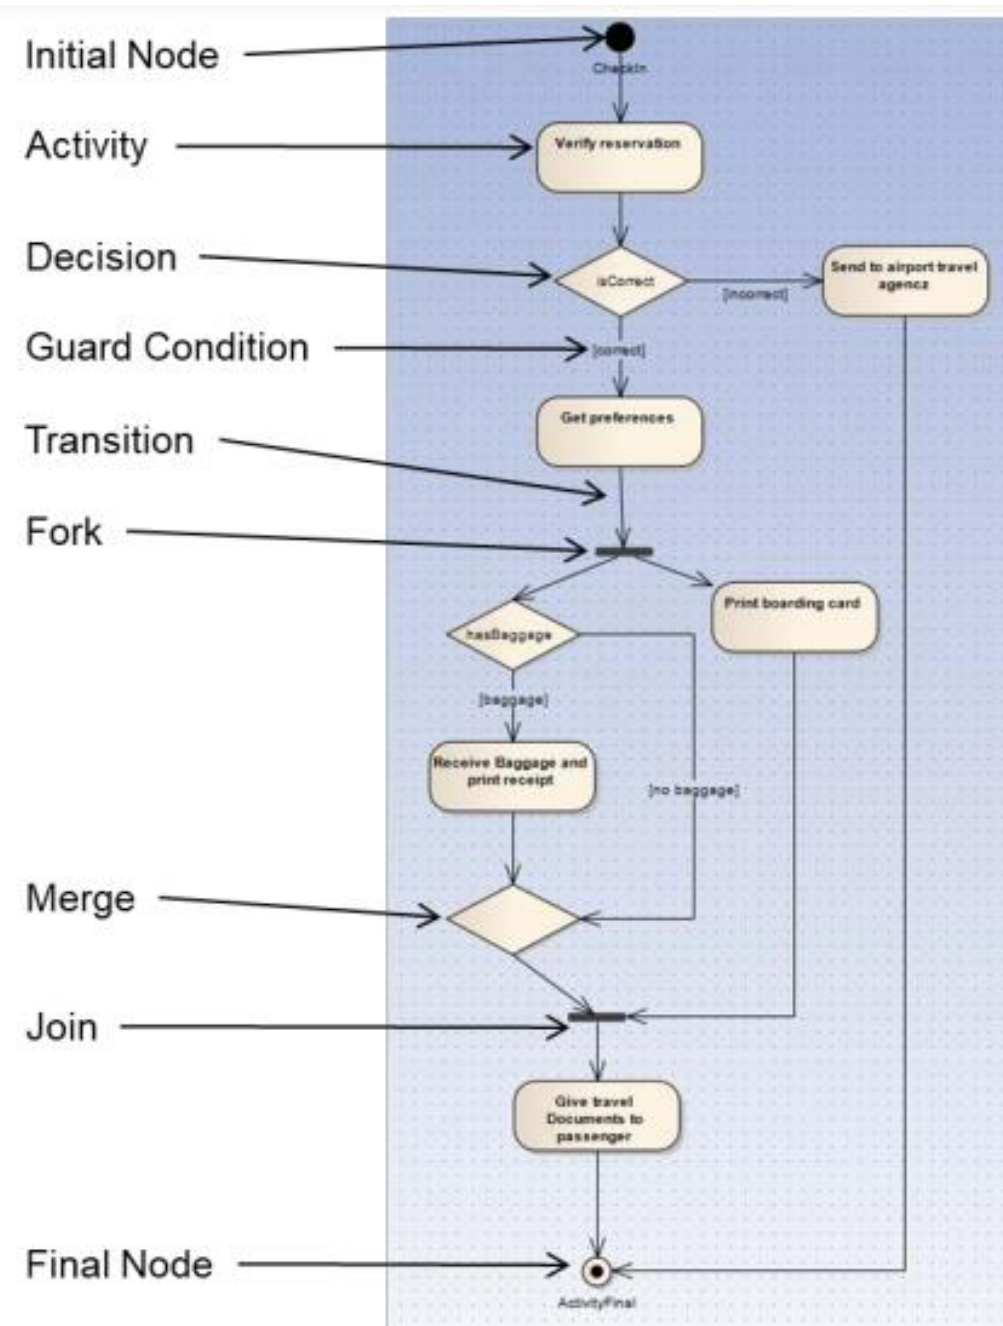 Initial Node
CheckIn
Activity
Verify reservation
Decision
isCorrect
[incorrect]
Send to airport travel
agencz
Guard Condition
[correct]
Get preferences
Transition
Fork
Print boarding card
hasBaggage
[baggage]
Receive Baggage and
print receipt
[no baggage]
Merge
Join
Give travel
Documents to
passenger
Final Node
ActivityFinal